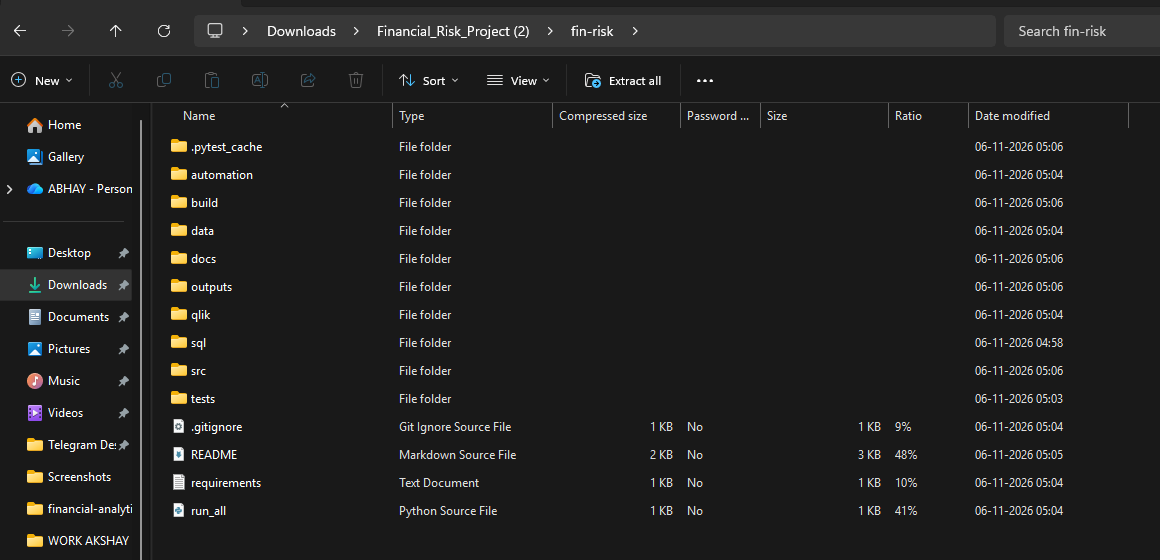 Downloads Financial_Risk_Project (2) fin-risk Search fin-risk
New Sort View Extract all
Name Type Compressed size Password ... Size Ratio Date modified
Home
Gallery
ABHAY - Person
Desktop
Downloads
Documents
Pictures
Music
Videos
Telegram Des
Screenshots
financial-analyti
WORK AKSHAY
.pytest_cache File folder 06-11-2026 05:06
automation File folder 06-11-2026 05:04
build File folder 06-11-2026 05:06
data File folder 06-11-2026 05:04
docs File folder 06-11-2026 05:06
outputs File folder 06-11-2026 05:06
qlik File folder 06-11-2026 05:04
sql File folder 06-11-2026 04:58
src File folder 06-11-2026 05:06
tests File folder 06-11-2026 05:03
.gitignore Git Ignore Source File 1 KB No 1 KB 9% 06-11-2026 05:04
README Markdown Source File 2 KB No 3 KB 48% 06-11-2026 05:05
requirements Text Document 1 KB No 1 KB 10% 06-11-2026 05:04
run_all Python Source File 1 KB No 1 KB 41% 06-11-2026 05:04